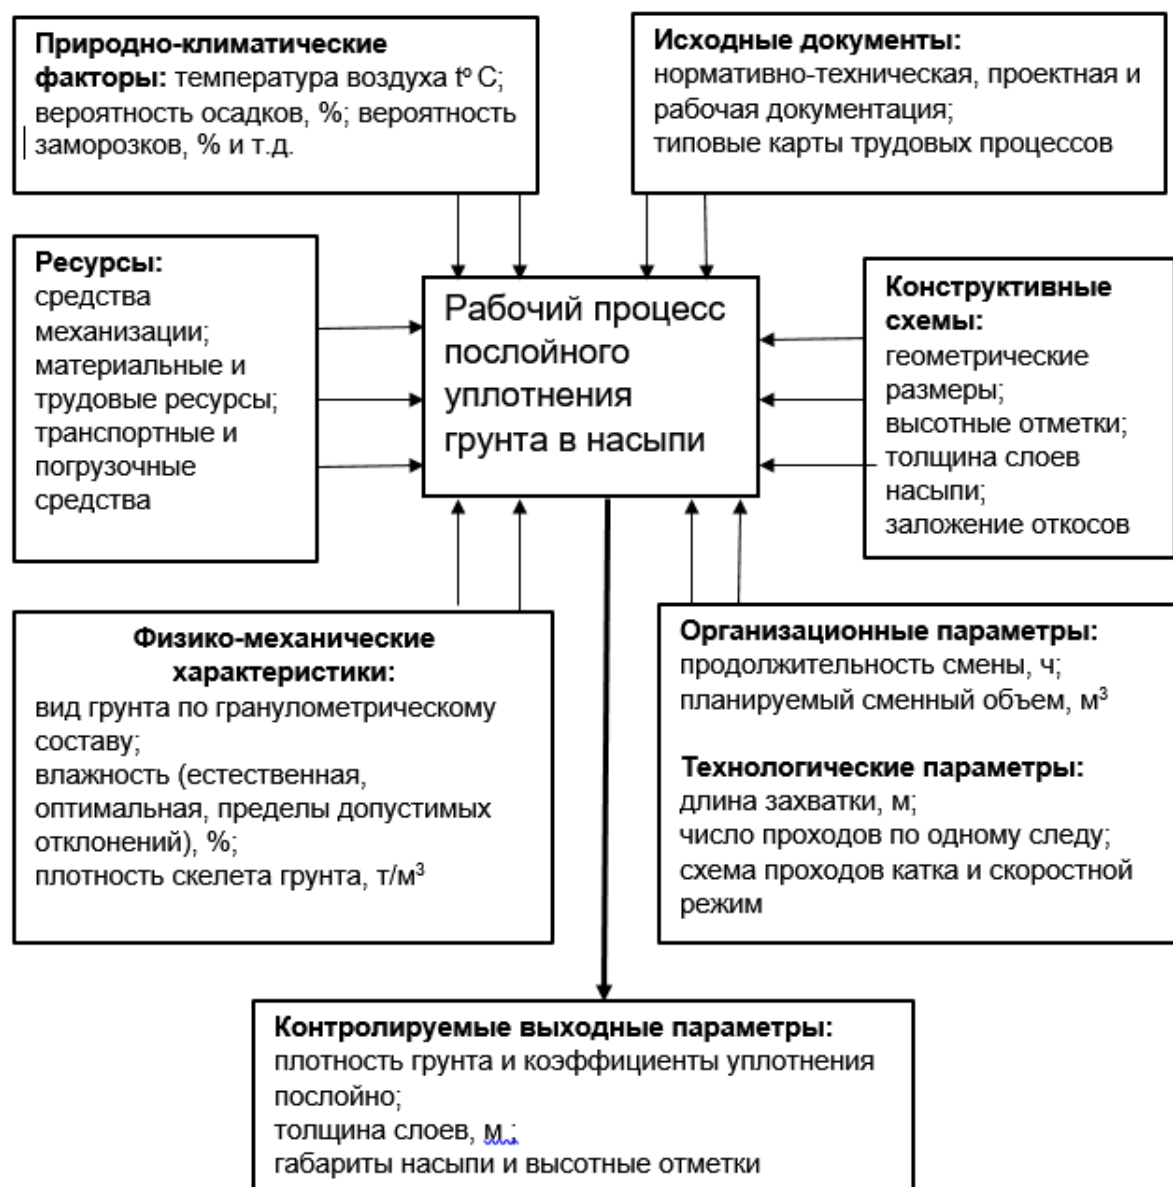 Природно-климатические
факторы: температура воздуха tº C;
вероятность осадков, %; вероятность
заморозков, % и т.д.
Исходные документы:
нормативно-техническая, проектная и
рабочая документация;
типовые карты трудовых процессов
Ресурсы:
средства
механизации;
материальные и
трудовые ресурсы;
транспортные и
погрузочные
средства
Рабочий процесс
послойного
уплотнения
грунта в насыпи
Конструктивные
схемы:
геометрические
размеры;
высотные отметки;
толщина слоев
насыпи;
заложение откосов
Физико-механические
характеристики:
вид грунта по гранулометрическому
составу;
влажность (естественная,
оптимальная, пределы допустимых
отклонений), %;
плотность скелета грунта, т/м³
Организационные параметры:
продолжительность смены, ч;
планируемый сменный объем, м³
Технологические параметры:
длина захватки, м;
число проходов по одному следу;
схема проходов катка и скоростной
режим
Контролируемые выходные параметры:
плотность грунта и коэффициенты уплотнения
послойно;
толщина слоев, м ;
габариты насыпи и высотные отметки